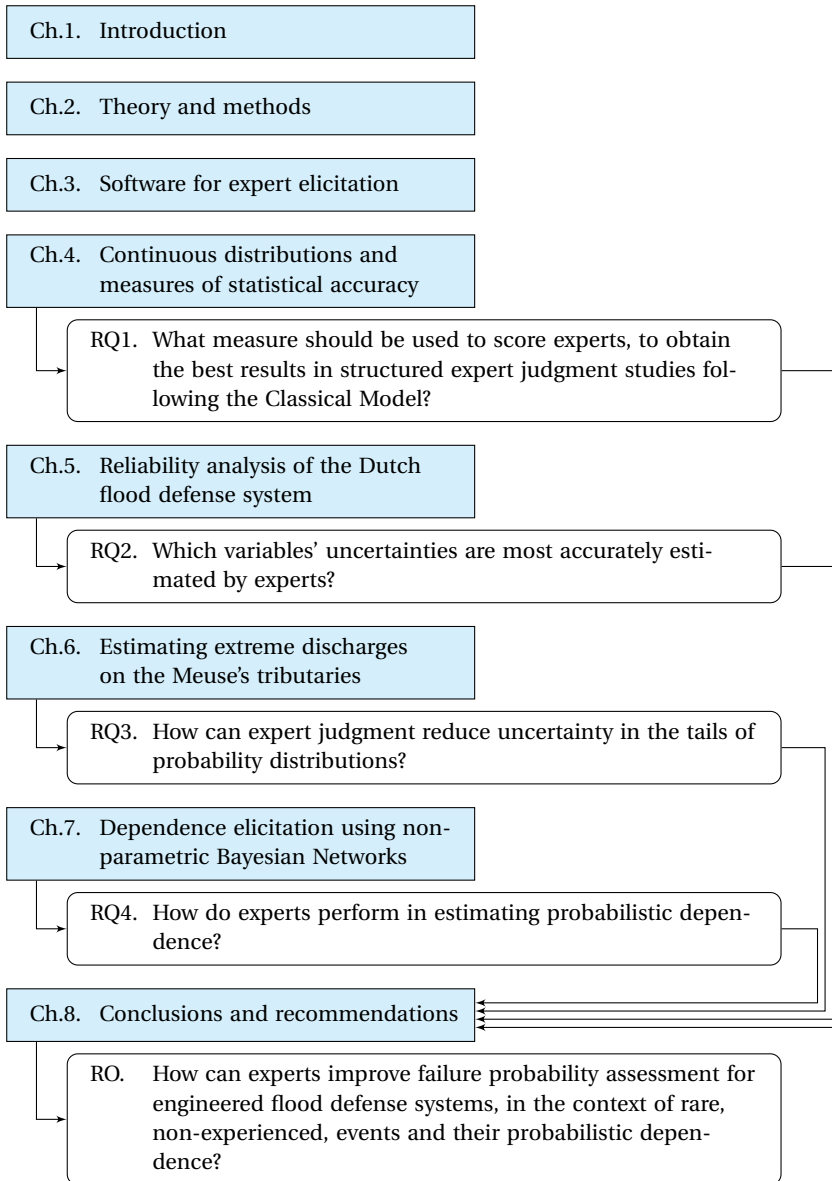 Ch.1. Introduction
Ch.2. Theory and methods
Ch.3. Software for expert elicitation
Ch.4. Continuous distributions and
measures of statistical accuracy
RQ1. What measure should be used to score experts, to obtain
the best results in structured expert judgment studies fol-
lowing the Classical Model?
Ch.5. Reliability analysis of the Dutch
flood defense system
RQ2. Which variables' uncertainties are most accurately esti-
mated by experts?
Ch.6. Estimating extreme discharges
on the Meuse's tributaries
RQ3. How can expert judgment reduce uncertainty in the tails of
probability distributions?
Ch.7. Dependence elicitation using non-
parametric Bayesian Networks
RQ4. How do experts perform in estimating probabilistic depen-
dence?
Ch.8. Conclusions and recommendations
RO. How can experts improve failure probability assessment for
engineered flood defense systems, in the context of rare,
non-experienced, events and their probabilistic depen-
dence?